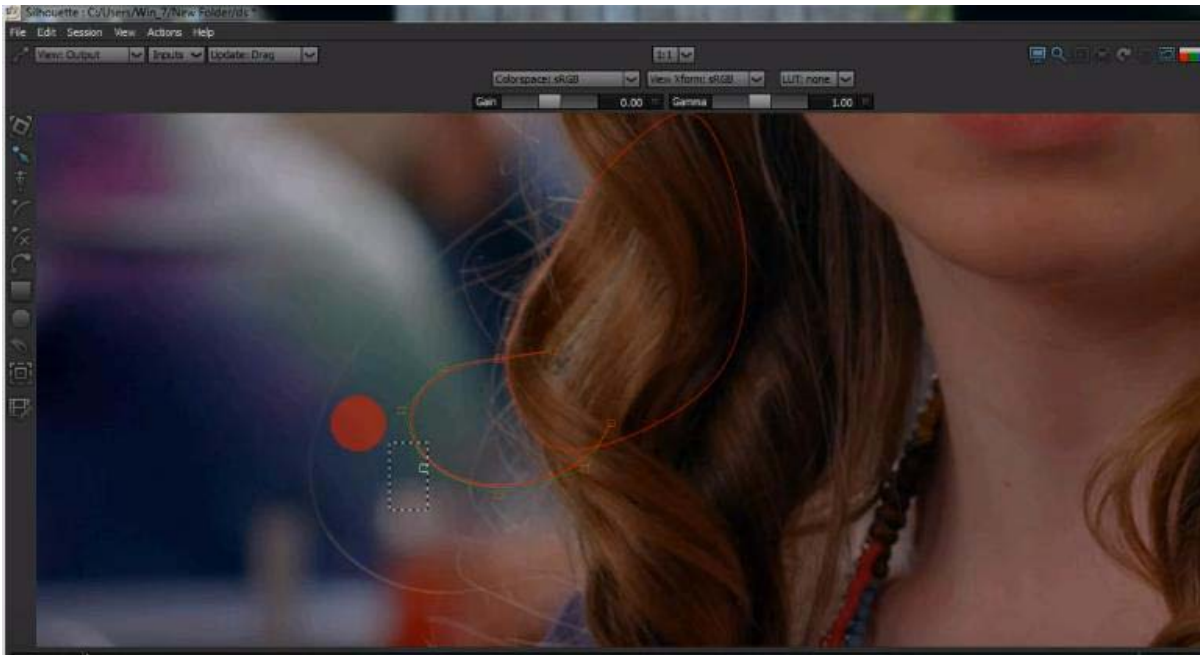 Silhouette : C:/Users/Win_7/New Folder/ds *
File Edit Session View Actions Help
View: Output Inputs Update: Drag 1:1
Colorspace: sRGB View Xform: sRGB LUT: none
Gain 0.00 Gamma 1.00